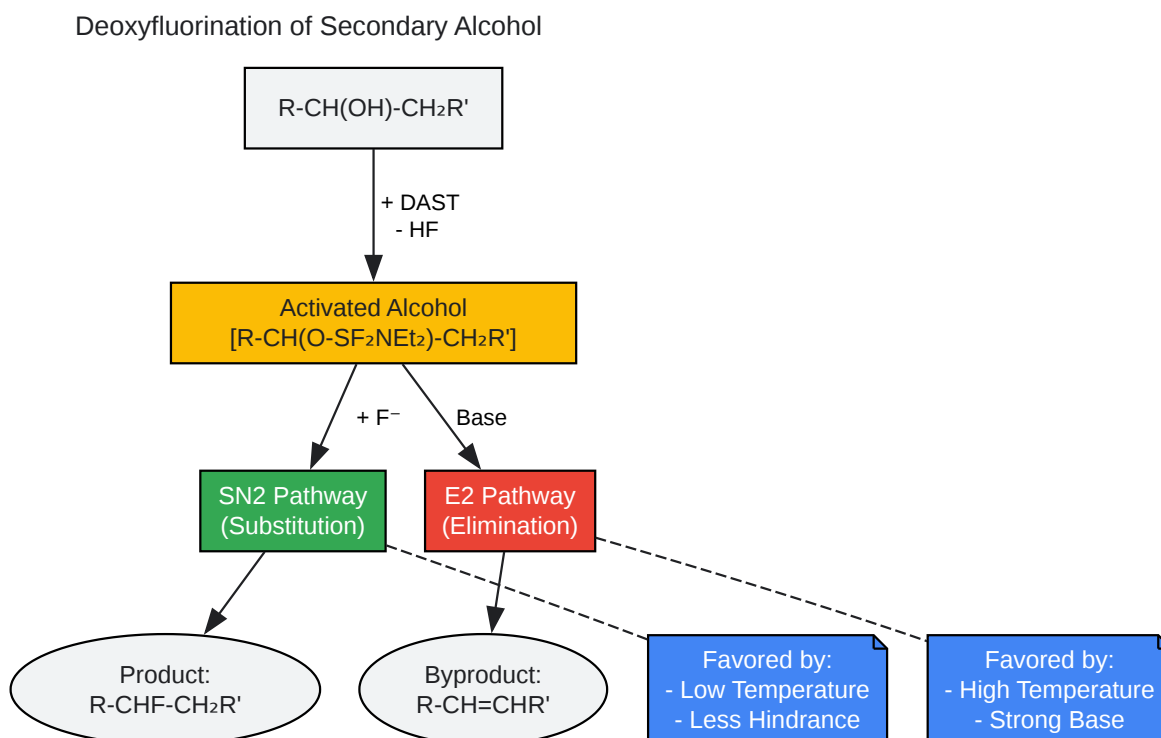 Deoxyfluorination of Secondary Alcohol
R-CH(OH)-CH₂R'
+ DAST
- HF
Activated Alcohol
[R-CH(O-SF₂NEt₂)-CH₂R']
+ F⁻
Base
SN2 Pathway
(Substitution)
E2 Pathway
(Elimination)
Product:
R-CHF-CH₂R'
Byproduct:
R-CH=CHR'
Favored by:
- Low Temperature
- Less Hindrance
Favored by:
- High Temperature
- Strong Base